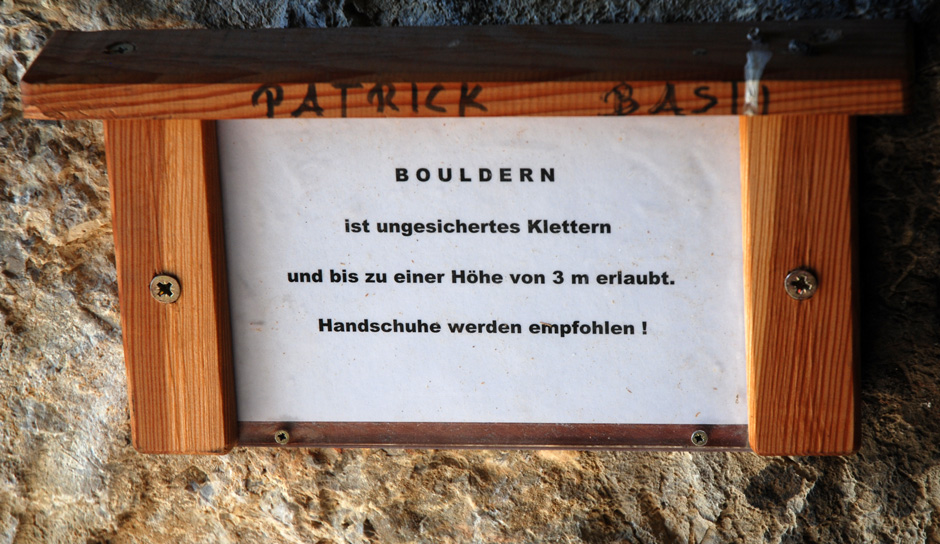 PATRICK
BOULDERN
ist ungesichertes Klettern
und bis zu einer Höhe von 3 m erlaubt.
Handschuhe werden empfohlen !